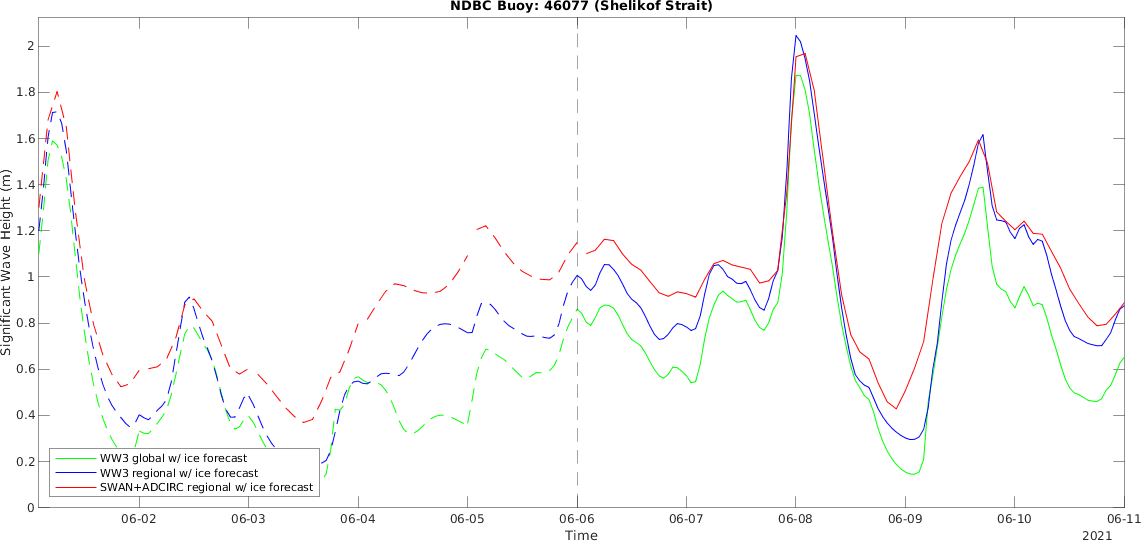 NDBC Buoy: 46077 (Shelikof Strait)
Significant Wave Height (m)
2
1.8
1.6
1.4
1.2
1
0.8
0.6
0.4
0.2
0
WW3 global w/ ice forecast
WW3 regional w/ ice forecast
SWAN+ADCIRC regional w/ ice forecast
06-02 06-03 06-04 06-05 06-06 06-07 06-08 06-09 06-10 06-11
Time
2021